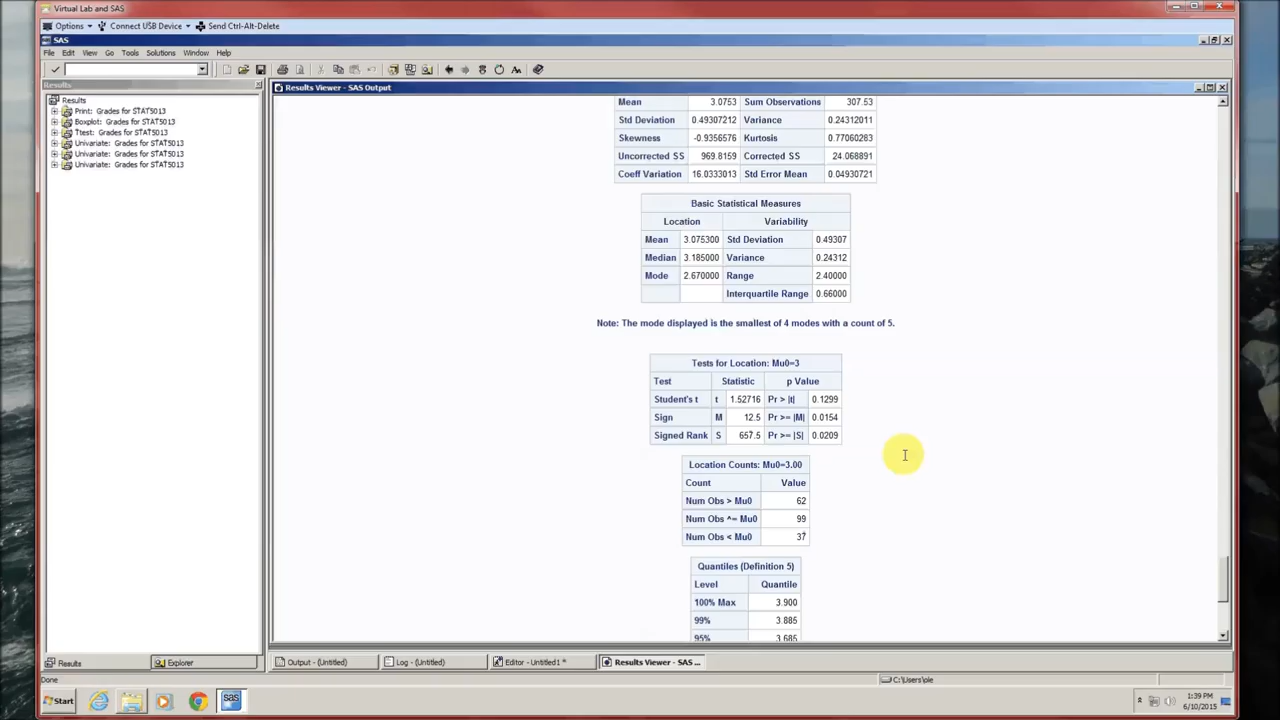 Virtual Lab and SAS
Options Connect USB Device Send Ctrl-Alt-Delete
SAS
File Edit View Go Tools Solutions Window Help
Results
Results Viewer - SAS Output
Results
Print: Grades for STAT5013
Boxplot: Grades for STAT5013
Ttest: Grades for STAT5013
Univariate: Grades for STAT5013
Univariate: Grades for STAT5013
Univariate: Grades for STAT5013
Mean 3.0753 Sum Observations 307.53
Std Deviation 0.49307212 Variance 0.24312011
Skewness -0.9356576 Kurtosis 0.77060283
Uncorrected SS 969.8159 Corrected SS 24.068891
Coeff Variation 16.0333013 Std Error Mean 0.04930721
Basic Statistical Measures
Location Variability
Mean 3.075300 Std Deviation 0.49307
Median 3.185000 Variance 0.24312
Mode 2.670000 Range 2.40000
Interquartile Range 0.66000
Note: The mode displayed is the smallest of 4 modes with a count of 5.
Tests for Location: Mu0=3
Test Statistic p Value
Student's t t 1.52716 Pr > |t| 0.1299
Sign M 12.5 Pr >= |M| 0.0154
Signed Rank S 657.5 Pr >= |S| 0.0209
Location Counts: Mu0=3.00
Count Value
Num Obs > Mu0 62
Num Obs ^= Mu0 99
Num Obs < Mu0 37
Quantiles (Definition 5)
Level Quantile
100% Max 3.900
99% 3.885
95% 3.685
Results Explorer
Output - (Untitled) Log - (Untitled) Editor - Untitled1 * Results Viewer - SAS ...
Done C:\Users\pie
Start sas 1:39 PM
6/10/2015